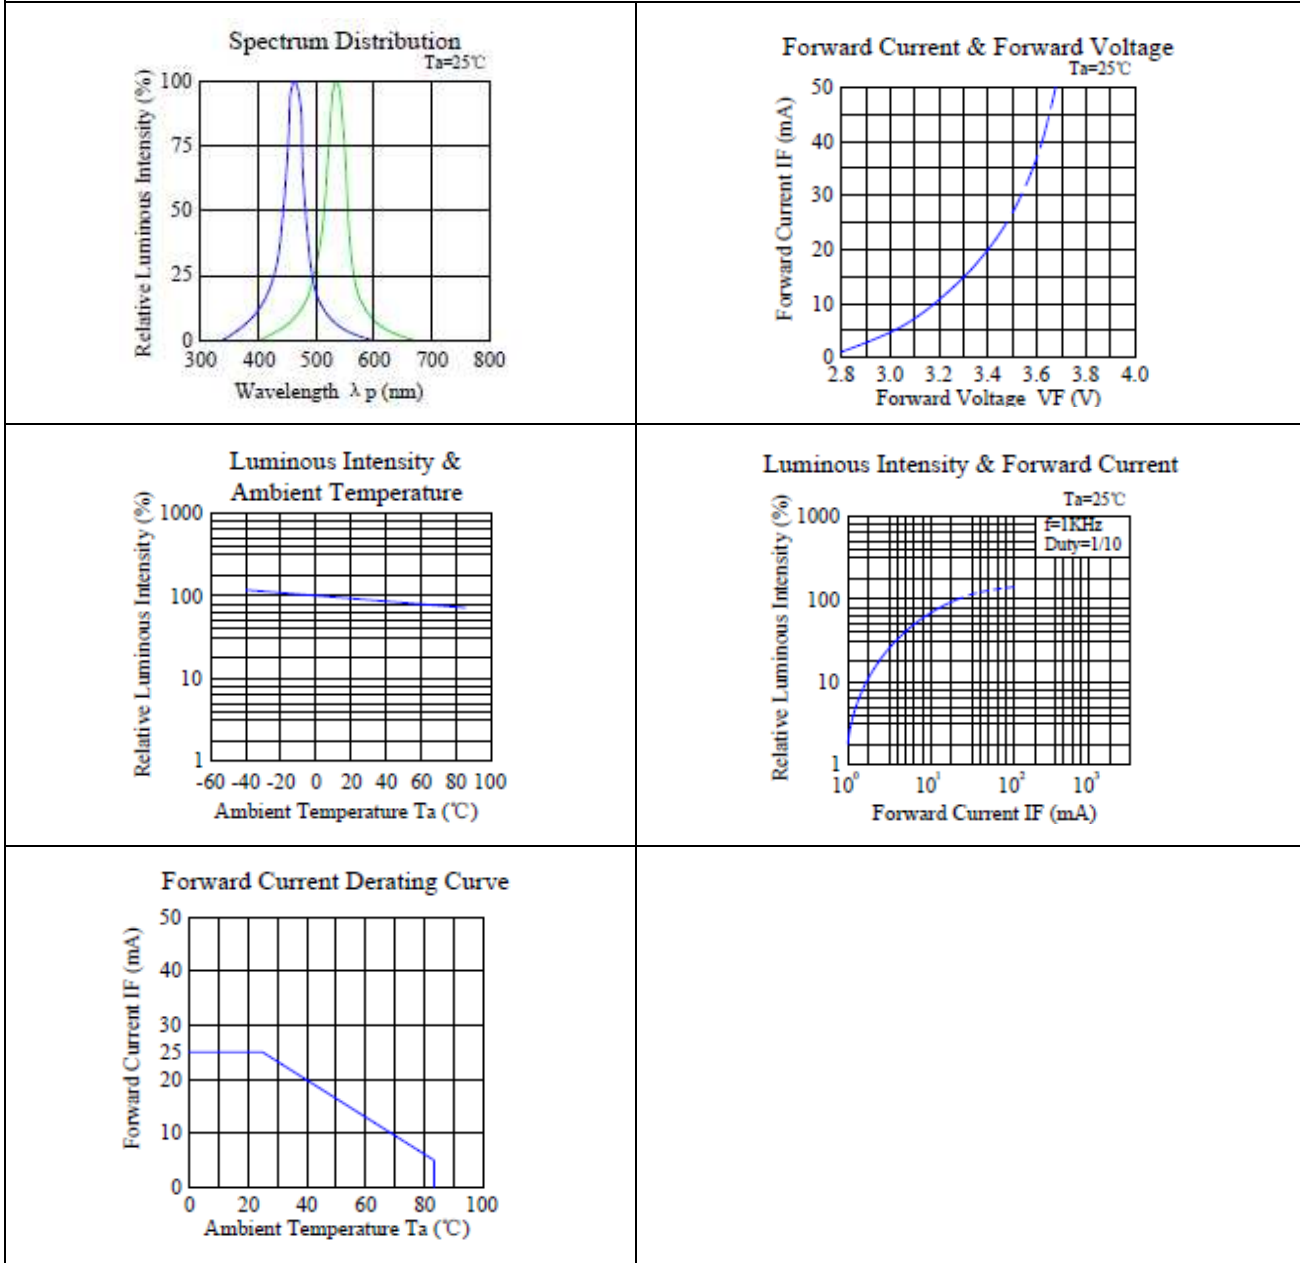 Spectrum Distribution
Ta=25℃
Relative Luminous Intensity (%)
100
75
50
25
0
300 400 500 600 700 800
Wavelength λ p (nm)
Forward Current & Forward Voltage
Ta=25℃
Forward Current IF (mA)
50
40
30
20
10
0
2.8 3.0 3.2 3.4 3.6 3.8 4.0
Forward Voltage VF (V)
Luminous Intensity &
Ambient Temperature
Relative Luminous Intensity (%)
1000
100
10
1
-60 -40 -20 0 20 40 60 80 100
Ambient Temperature Ta (℃)
Luminous Intensity & Forward Current
Ta=25℃
f=1KHz
Duty=1/10
Relative Luminous Intensity (%)
1000
100
10
1
10⁰ 10¹ 10² 10³
Forward Current IF (mA)
Forward Current Derating Curve
Forward Current IF (mA)
50
40
30
25
20
10
0
0 20 40 60 80 100
Ambient Temperature Ta (℃)